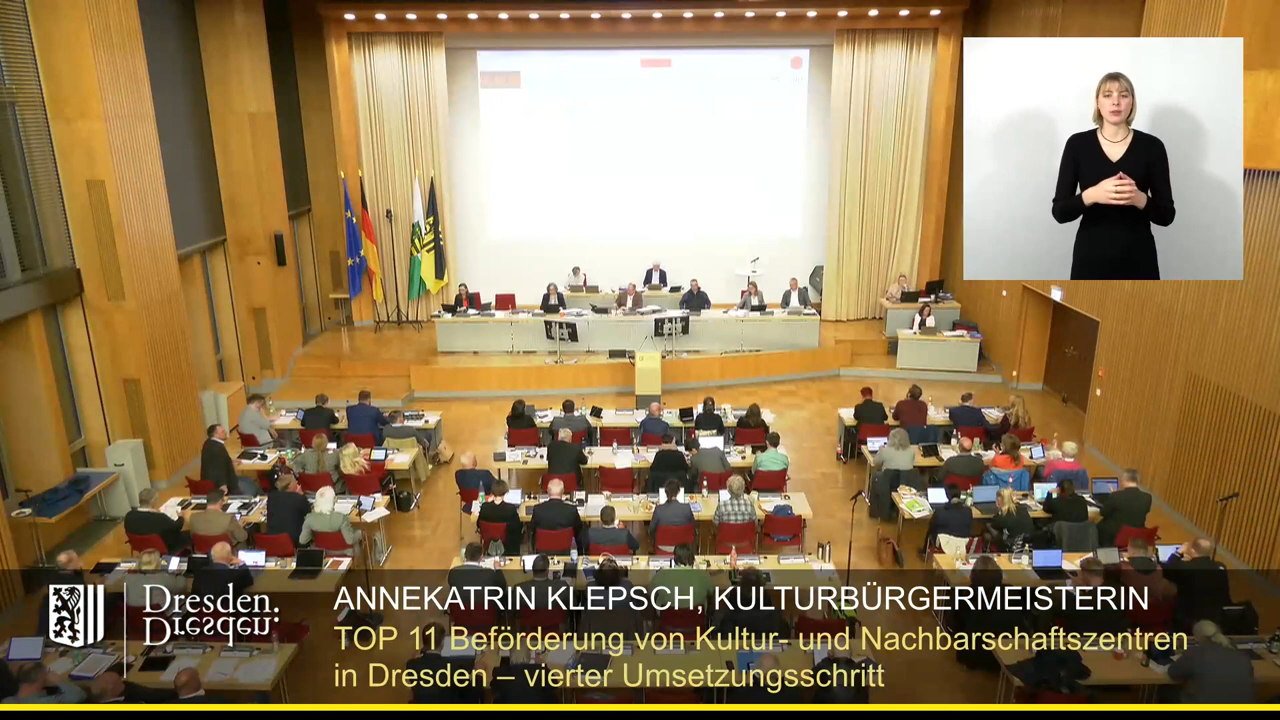 Dresden.
Dresden.
ANNEKATRIN KLEPSCH, KULTURBÜRGERMEISTERIN
TOP 11 Beförderung von Kultur- und Nachbarschaftszentren
in Dresden – vierter Umsetzungsschritt